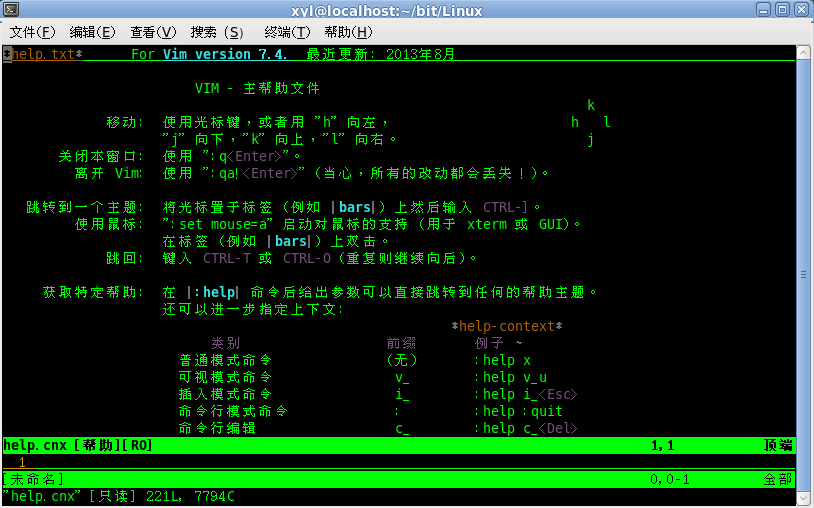 xyl@localhost:~/bit/Linux
文件(F) 编辑(E) 查看(V) 搜索 (S) 终端(T) 帮助(H)
*help.txt* For Vim version 7.4. 最近更新: 2013年8月
VIM - 主帮助文件
k
移动: 使用光标键，或者用 "h" 向左， h l
"j" 向下，"k" 向上，"l" 向右。 j
关闭本窗口: 使用 ":q<Enter>"。
离开 Vim: 使用 ":qa!<Enter>" (当心，所有的改动都会丢失！)。
跳转到一个主题: 将光标置于标签 (例如 |bars|) 上然后输入 CTRL-]。
使用鼠标: ":set mouse=a" 启动对鼠标的支持 (用于 xterm 或 GUI)。
在标签 (例如 |bars|) 上双击。
跳回: 键入 CTRL-T 或 CTRL-O (重复则继续向后)。
获取特定帮助: 在 |:help| 命令后给出参数可以直接跳转到任何的帮助主题。
还可以进一步指定上下文:
*help-context*
类别 前缀 例子 ~
普通模式命令 (无) :help x
可视模式命令 v_ :help v_u
插入模式命令 i_ :help i_<Esc>
命令行模式命令 : :help :quit
命令行编辑 c_ :help c_<Del>
help.cnx [帮助][RO] 1,1 顶端
1
[未命名] 0,0-1 全部
"help.cnx" [只读] 221L, 7794C